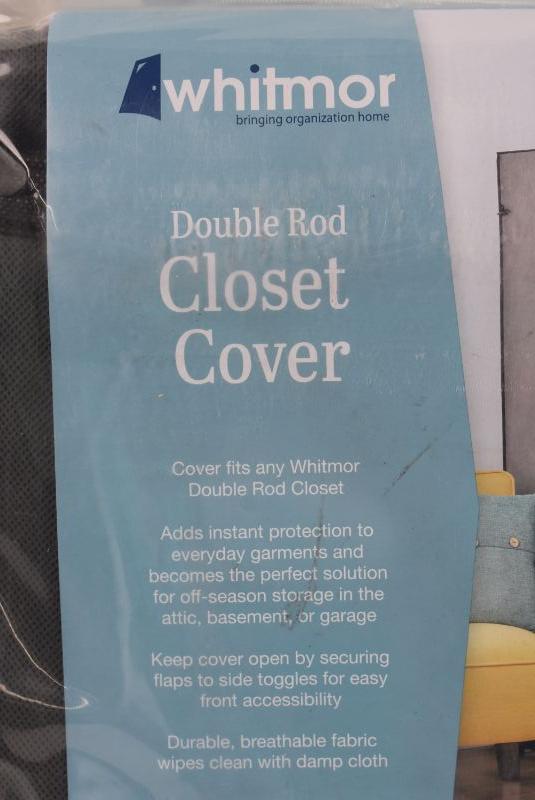 whitmor
bringing organization home
Double Rod
Closet
Cover
Cover fits any Whitmor
Double Rod Closet
Adds instant protection to
everyday garments and
becomes the perfect solution
for off-season storage in the
attic, basement, or garage
Keep cover open by securing
flaps to side toggles for easy
front accessibility
Durable, breathable fabric
wipes clean with damp cloth